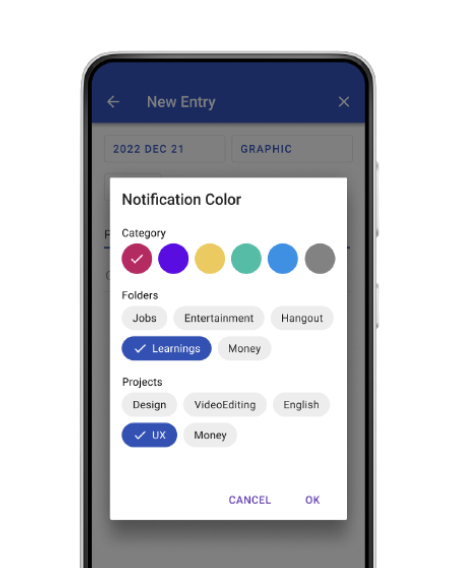 New Entry
2022 DEC 21
GRAPHIC
Notification Color
Category
Folders
Jobs
Entertainment
Hangout
Learnings
Money
Projects
Design
VideoEditing
English
UX
Money
CANCEL
OK